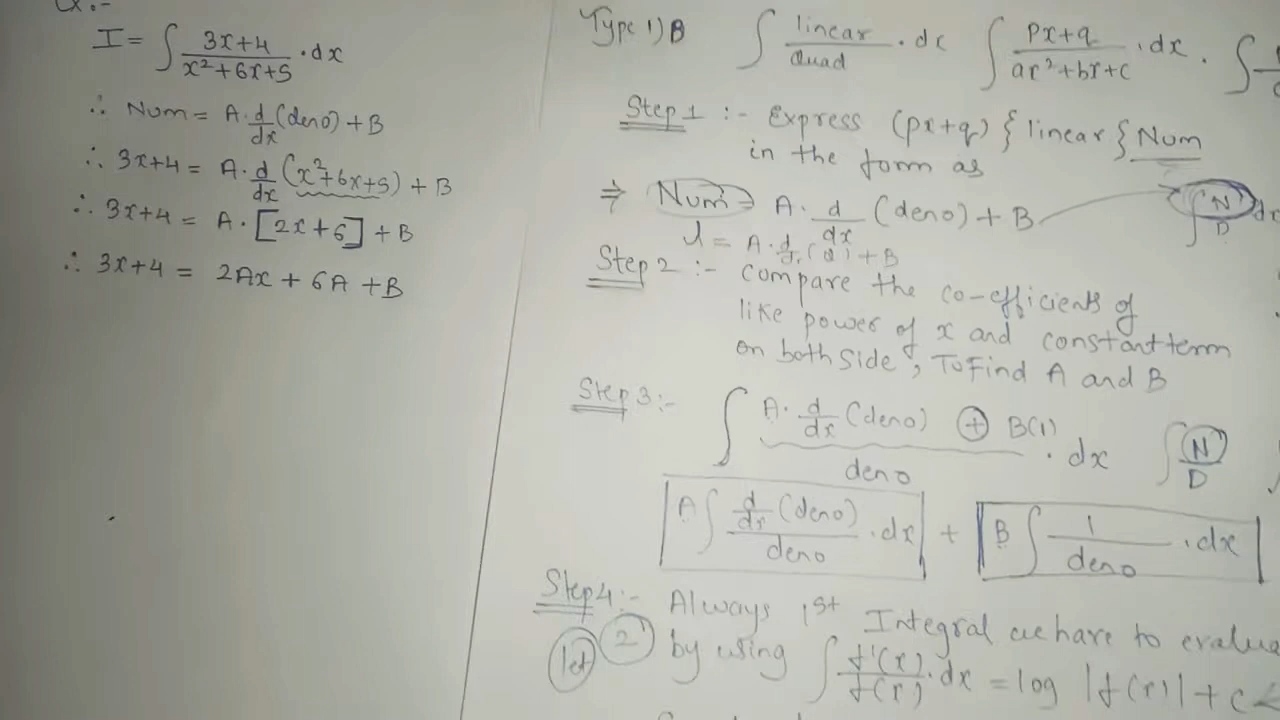 I = ∫ 3x+4 / x²+6x+5 · dx
∴ Num = A · d/dx (deno) + B
∴ 3x+4 = A · d/dx (x²+6x+5) + B
∴ 3x+4 = A · [2x+6] + B
∴ 3x+4 = 2Ax + 6A + B
Type 1) B ∫ linear / Quad · dx ∫ px+q / ax²+bx+c · dx . ∫
Step 1 :- Express (px+q) { linear } Num
in the form as
⇒ Num = A · d/dx (deno) + B ∫ N / D dx
= A · d/dx ( ) + B
Step 2 :- Compare the co-efficients of
like power of x and constant term
on both side, To Find A and B
Step 3 :- ∫ A · d/dx (deno) + B(1) / deno · dx ∫ N / D
A ∫ d/dx (deno) / deno · dx + B ∫ 1 / deno · dx
Step 4 :- Always 1st Integral we have to
let 2 by using ∫ f'(x) / f(x) · dx = log |f(x)| + c